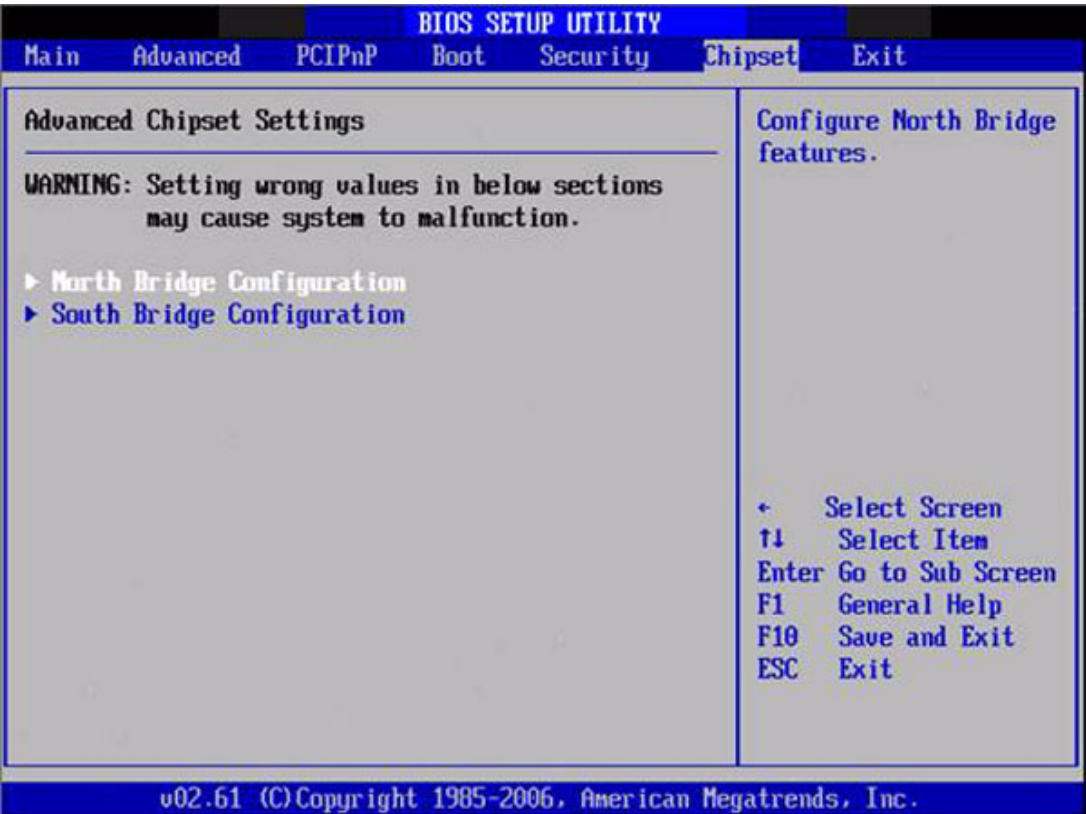 BIOS SETUP UTILITY
Main Advanced PCIPnP Boot Security Chipset Exit
Advanced Chipset Settings
WARNING: Setting wrong values in below sections
may cause system to malfunction.
▶ North Bridge Configuration
▶ South Bridge Configuration
Configure North Bridge
features.
← Select Screen
↑↓ Select Item
Enter Go to Sub Screen
F1 General Help
F10 Save and Exit
ESC Exit
v02.61 (C)Copyright 1985-2006, American Megatrends, Inc.